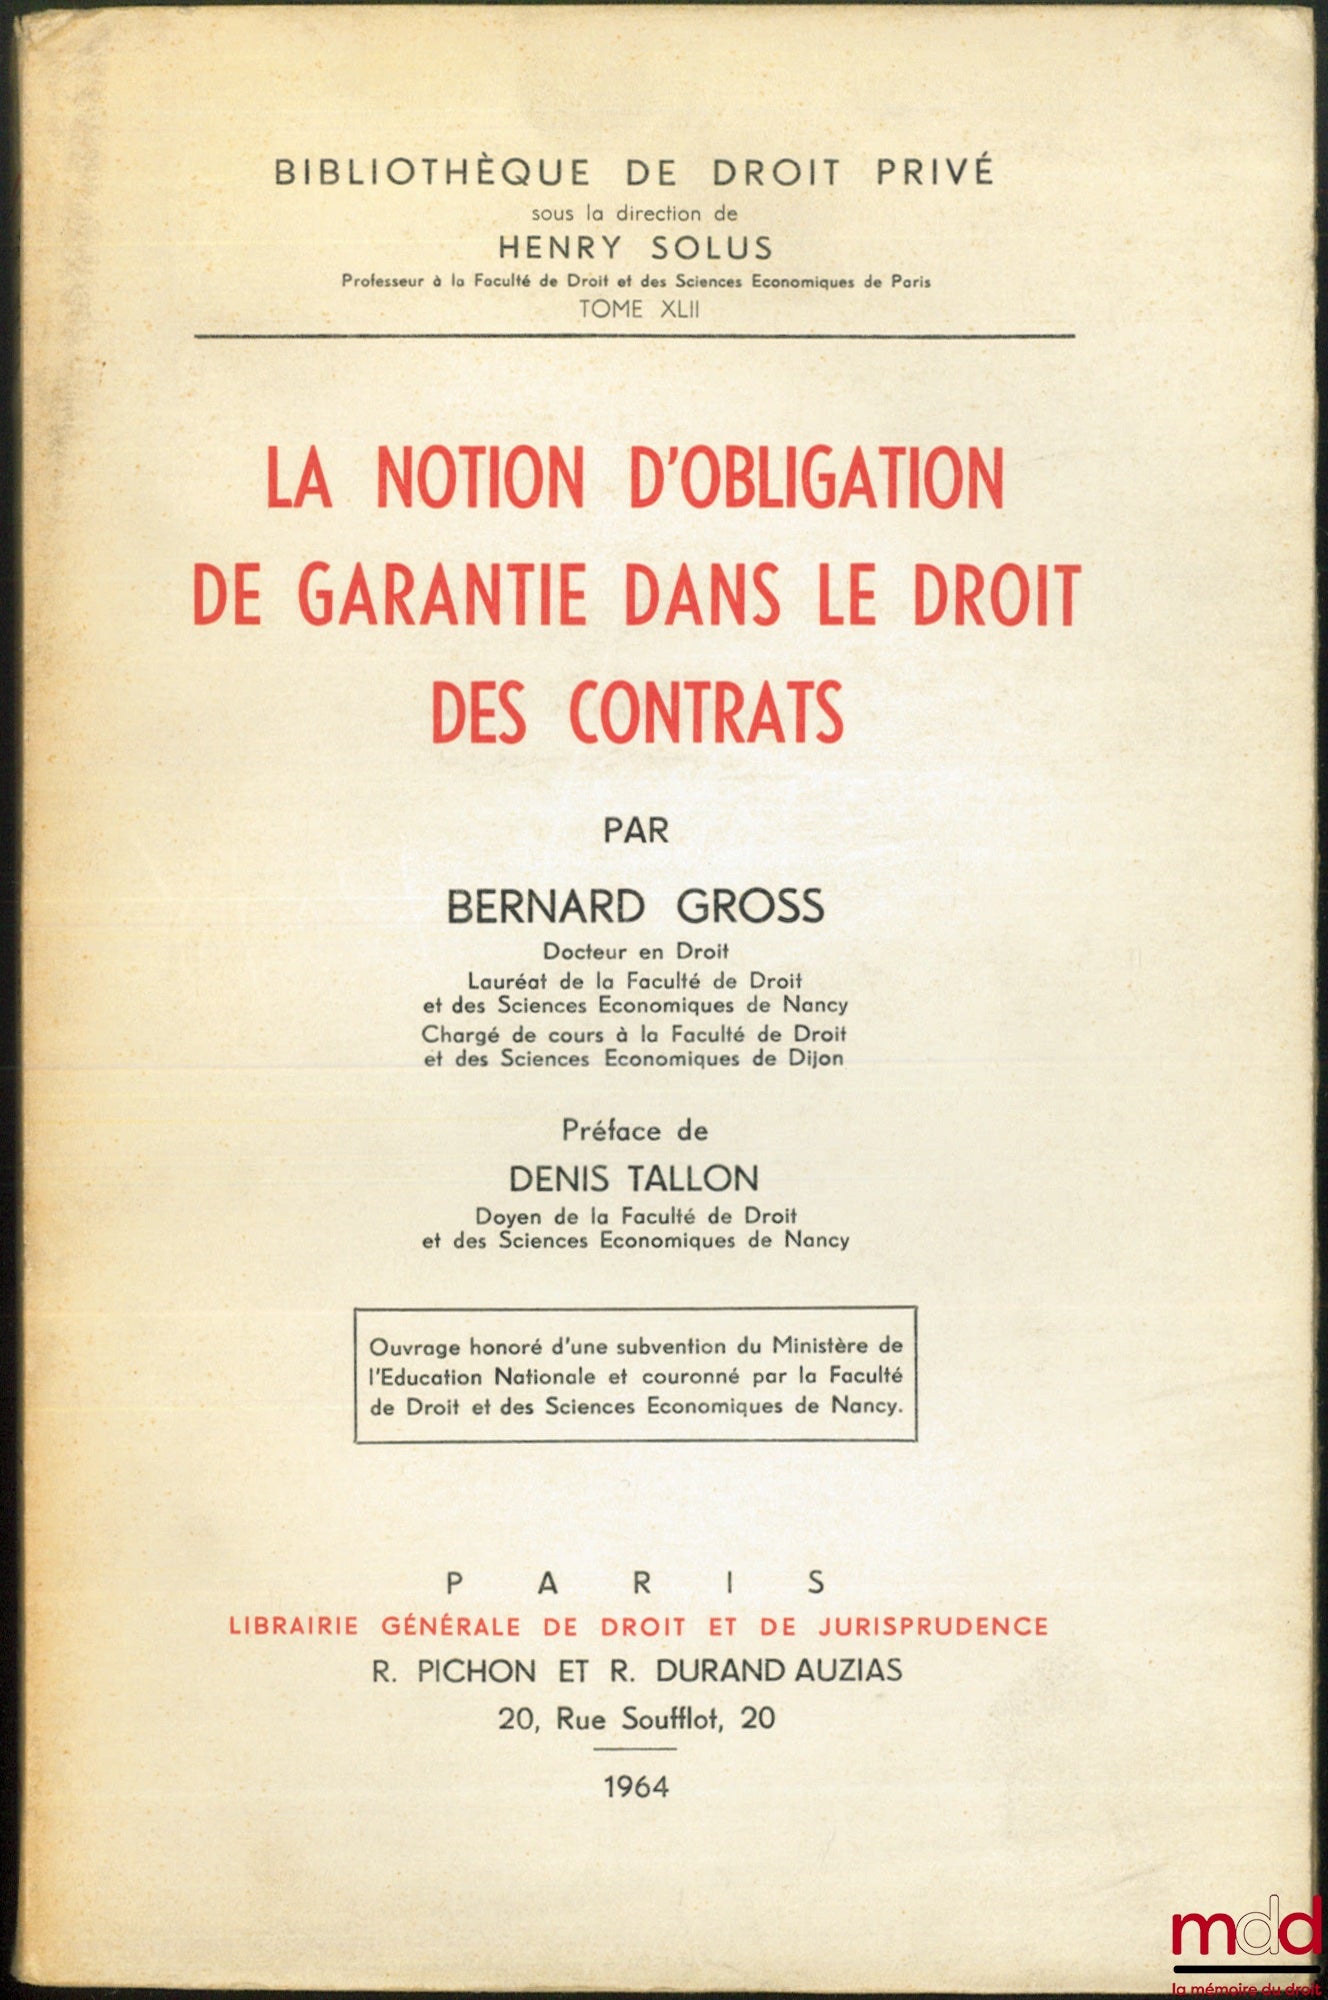 BIBLIOTHÈQUE DE DROIT PRIVÉ
sous la direction de
HENRY SOLUS
Professeur à la Faculté de Droit et des Sciences Economiques de Paris
TOME XLII
LA NOTION D'OBLIGATION
DE GARANTIE DANS LE DROIT
DES CONTRATS
PAR
BERNARD GROSS
Docteur en Droit
Lauréat de la Faculté de Droit
et des Sciences Economiques de Nancy
Chargé de cours à la Faculté de Droit
et des Sciences Economiques de Dijon
Préface de
DENIS TALLON
Doyen de la Faculté de Droit
et des Sciences Economiques de Nancy
Ouvrage honoré d'une subvention du Ministère de
l'Education Nationale et couronné par la Faculté
de Droit et des Sciences Economiques de Nancy.
PARIS
LIBRAIRIE GÉNÉRALE DE DROIT ET DE JURISPRUDENCE
R. PICHON ET R. DURAND AUZIAS
20, Rue Soufflot, 20
1964
mdd
la mémoire du droit